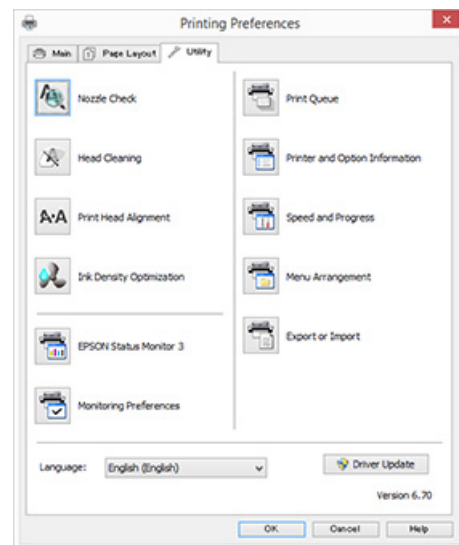 Printing Preferences
Main
Page Layout
Utility
Nozzle Check
Print Queue
Head Cleaning
Printer and Option Information
A·A
Print Head Alignment
Speed and Progress
Ink Density Optimization
Menu Arrangement
EPSON Status Monitor 3
Export or Import
Monitoring Preferences
Language:
English (English)
Driver Update
Version 6.70
OK
Cancel
Help